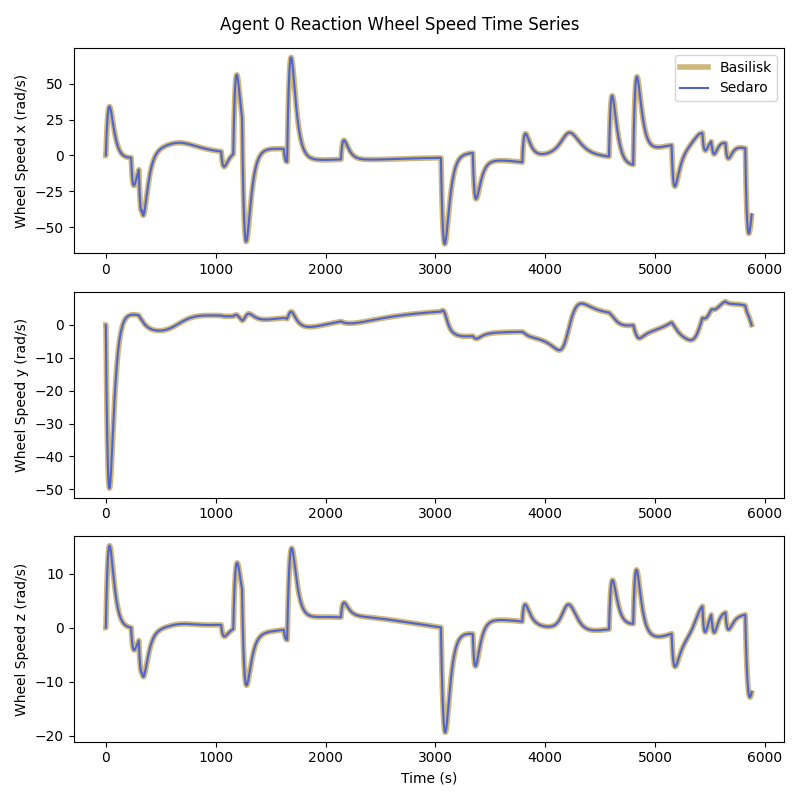 Agent 0 Reaction Wheel Speed Time Series
Wheel Speed x (rad/s)
50
25
0
−25
−50
Basilisk
Sedaro
0 1000 2000 3000 4000 5000 6000
Wheel Speed y (rad/s)
0
−10
−20
−30
−40
−50
0 1000 2000 3000 4000 5000 6000
Wheel Speed z (rad/s)
10
0
−10
−20
0 1000 2000 3000 4000 5000 6000
Time (s)